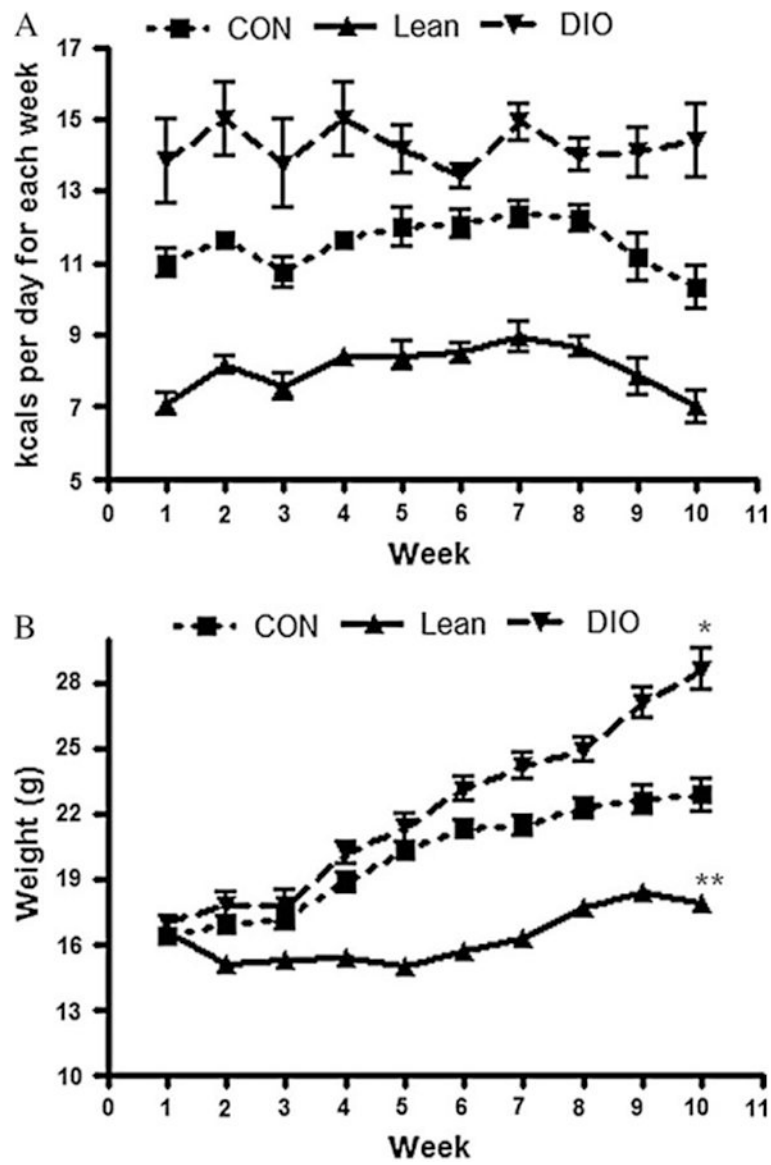 A
CON Lean DIO
17
15
13
11
9
7
5
kcals per day for each week
0 1 2 3 4 5 6 7 8 9 10 11
Week
B
CON Lean DIO
*
28
25
22
19
**
16
13
10
Weight (g)
0 1 2 3 4 5 6 7 8 9 10 11
Week